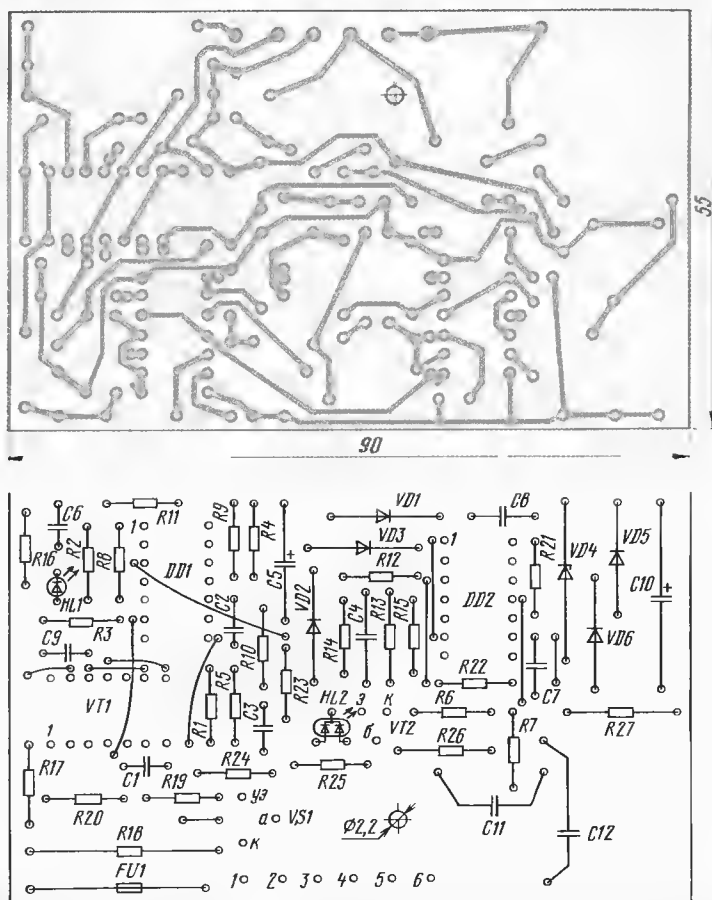 55
90
C6
R11
R9
R4
VD1
C8
R16
R2
R8
1
DD1
C5
+
VD3
1
R21
VD4
VD5
HL1
C2
VD2
R12
DD2
C10
+
R3
R10
R14
C4
R13
R15
VD6
C9
R23
R22
C7
VT1
R1
R5
C3
HL2
э
к
R6
R27
1
б
VT2
R7
R17
C1
R19
R24
R25
R26
R20
уэ
а
VS1
Ø2,2
C11
C12
R18
к
FU1
1 2 3 4 5 6